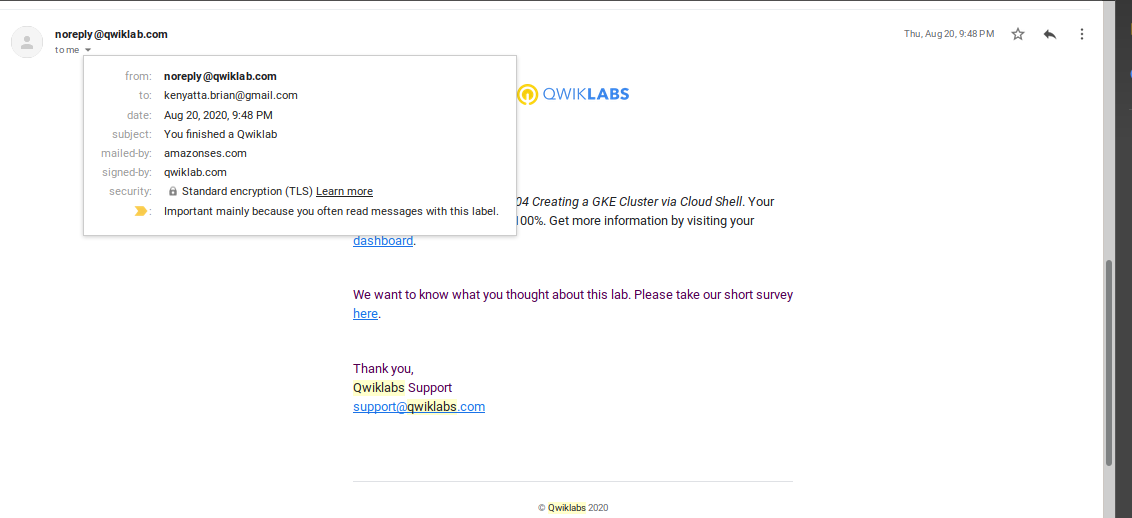 noreply@qwiklab.com
Thu, Aug 20, 9:48 PM
to me
from: noreply@qwiklab.com
to: kenyatta.brian@gmail.com
date: Aug 20, 2020, 9:48 PM
subject: You finished a Qwiklab
mailed-by: amazonses.com
signed-by: qwiklab.com
security: Standard encryption (TLS) Learn more
: Important mainly because you often read messages with this label.
QWIKLABS
04 Creating a GKE Cluster via Cloud Shell. Your
100%. Get more information by visiting your
dashboard.
We want to know what you thought about this lab. Please take our short survey
here.
Thank you,
Qwiklabs Support
support@qwiklabs.com
© Qwiklabs 2020